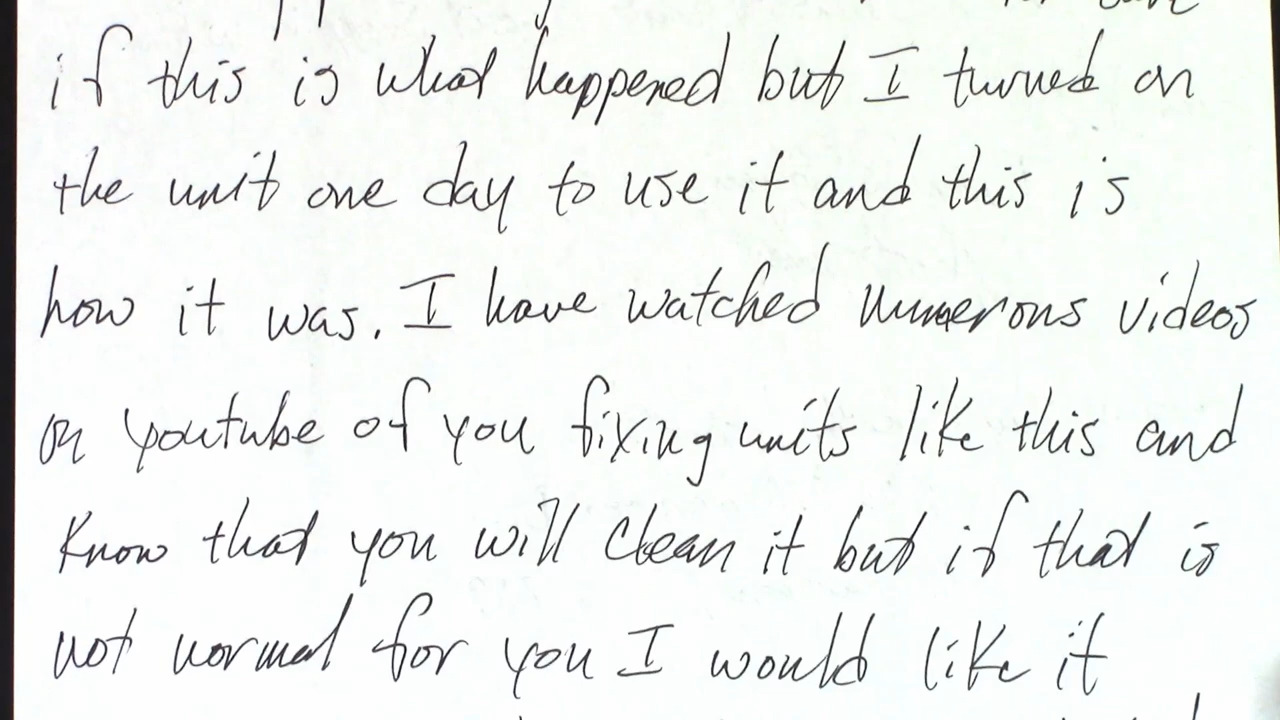 if this is what happened but I turned on
the unit one day to use it and this is
how it was. I have watched numerous videos
on youtube of you fixing units like this and
know that you will clean it but if that is
not normal for you I would like it